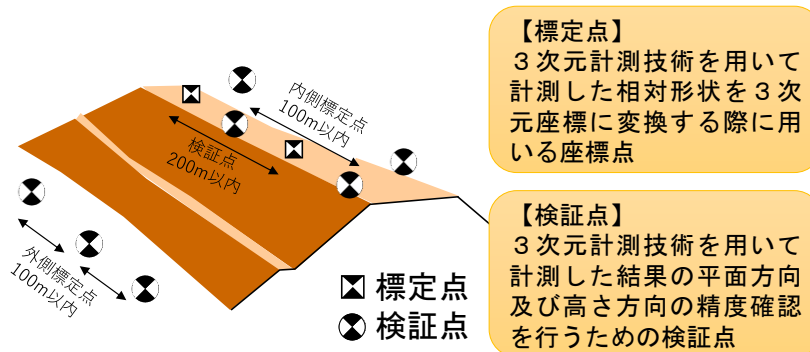 内側標定点
100m以内
検証点
200m以内
外側標定点
100m以内
標定点
検証点
【標定点】
３次元計測技術を用いて
計測した相対形状を３次
元座標に変換する際に用
いる座標点
【検証点】
３次元計測技術を用いて
計測した結果の平面方向
及び高さ方向の精度確認
を行うための検証点